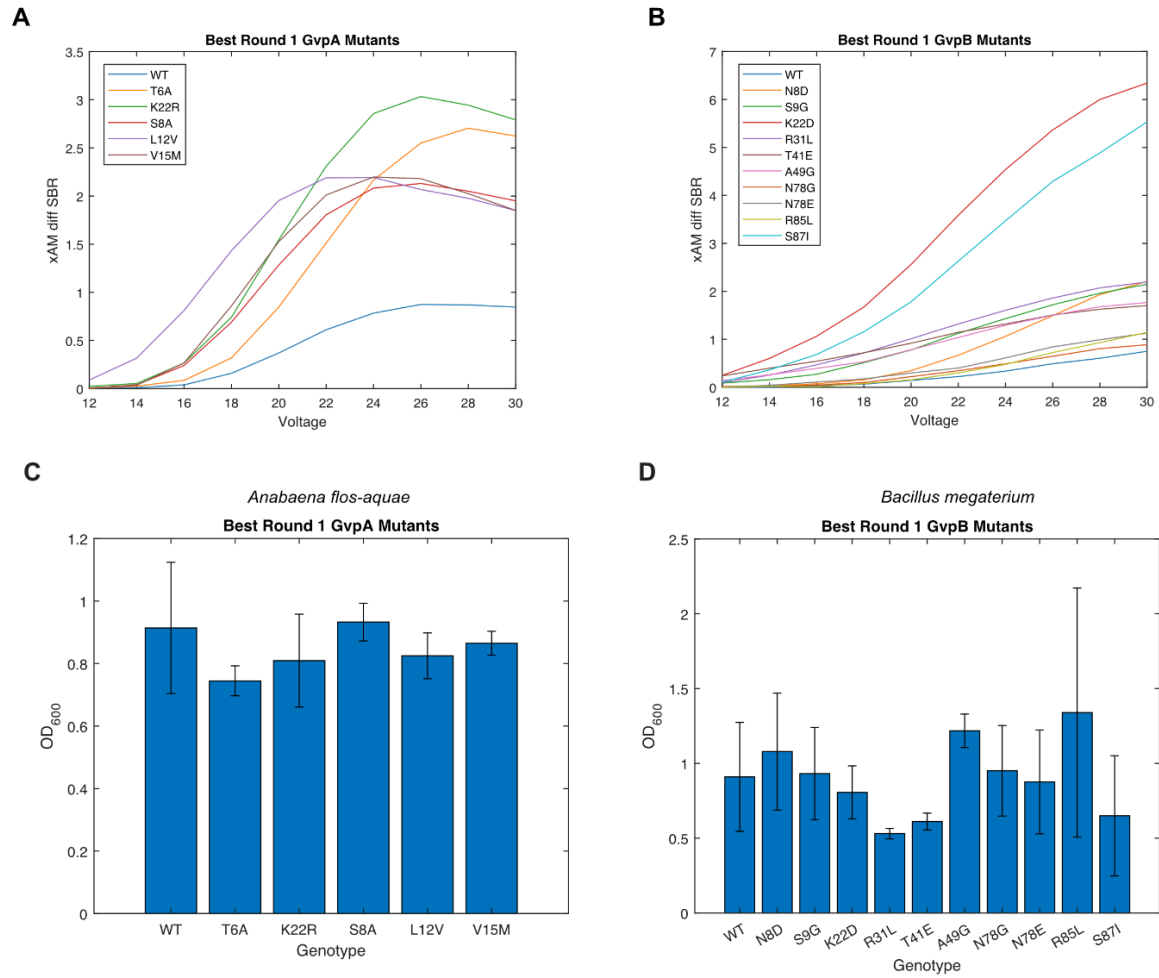 A
Best Round 1 GvpA Mutants
xAM diff SBR
3.5
3
2.5
2
1.5
1
0.5
0
WT
T6A
K22R
S8A
L12V
V15M
12 14 16 18 20 22 24 26 28 30
Voltage
B
Best Round 1 GvpB Mutants
xAM diff SBR
7
6
5
4
3
2
1
0
WT
N8D
S9G
K22D
R31L
T41E
A49G
N78G
N78E
R85L
S87I
12 14 16 18 20 22 24 26 28 30
Voltage
C
Anabaena flos-aquae
Best Round 1 GvpA Mutants
OD600
1.2
1
0.8
0.6
0.4
0.2
0
WT T6A K22R S8A L12V V15M
Genotype
D
Bacillus megaterium
Best Round 1 GvpB Mutants
OD600
2.5
2
1.5
1
0.5
0
WT N8D S9G K22D R31L T41E A49G N78G N78E R85L S87I
Genotype